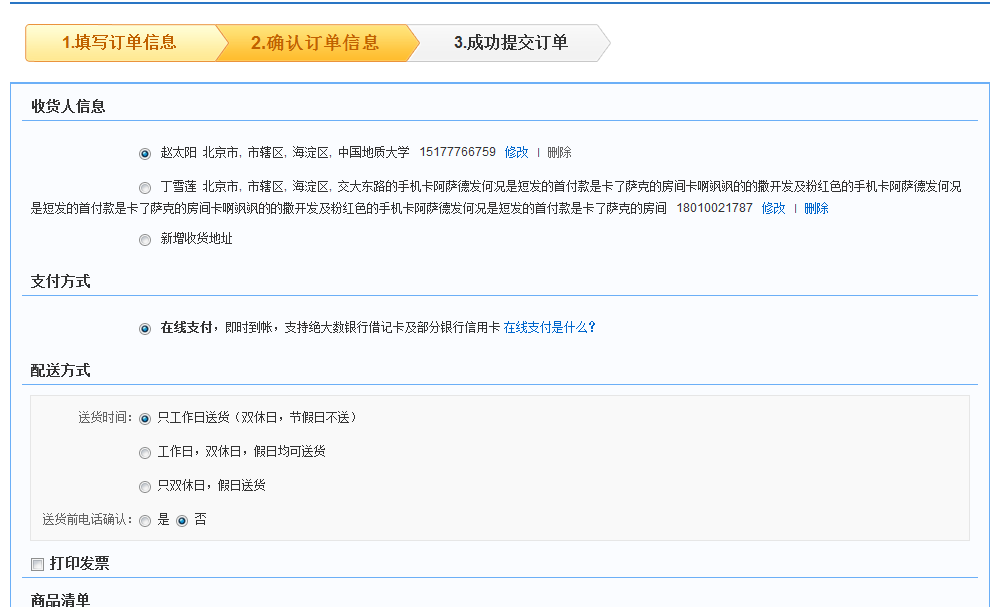 1.填写订单信息 2.确认订单信息 3.成功提交订单
收货人信息
赵太阳 北京市, 市辖区, 海淀区, 中国地质大学 15177766759 修改 | 删除
丁雪莲 北京市, 市辖区, 海淀区, 交大东路的手机卡阿萨德发何况是短发的首付款是卡了萨克的房间卡啊飒飒的的撒开发及粉红色的手机卡阿萨德发何况
是短发的首付款是卡了萨克的房间卡啊飒飒的的撒开发及粉红色的手机卡阿萨德发何况是短发的首付款是卡了萨克的房间 18010021787 修改 | 删除
新增收货地址
支付方式
在线支付，即时到帐，支持绝大数银行借记卡及部分银行信用卡 在线支付是什么？
配送方式
送货时间： 只工作日送货（双休日，节假日不送）
工作日，双休日，假日均可送货
只双休日，假日送货
送货前电话确认： 是 否
打印发票
商品清单